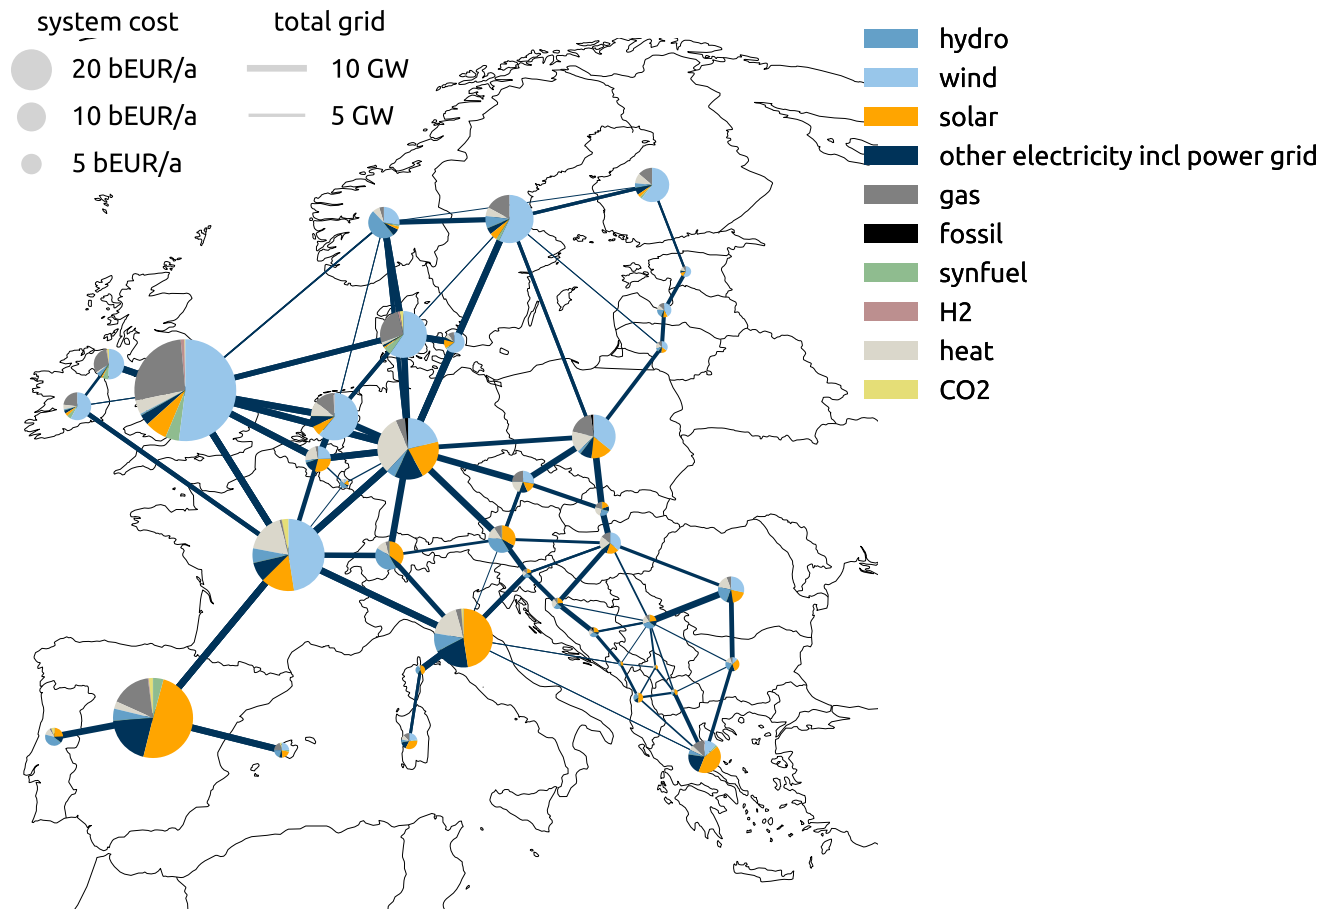 system cost
20 bEUR/a
10 bEUR/a
5 bEUR/a
total grid
10 GW
5 GW
hydro
wind
solar
other electricity incl power grid
gas
fossil
synfuel
H2
heat
CO2